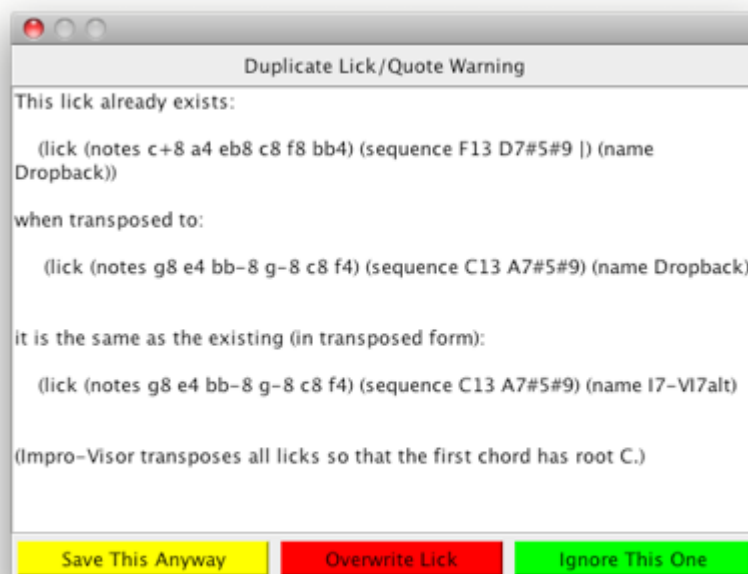 Duplicate Lick/Quote Warning
This lick already exists:
(lick (notes c+8 a4 eb8 c8 f8 bb4) (sequence F13 D7#5#9 |) (name
Dropback))
when transposed to:
(lick (notes g8 e4 bb-8 g-8 c8 f4) (sequence C13 A7#5#9) (name Dropback)
it is the same as the existing (in transposed form):
(lick (notes g8 e4 bb-8 g-8 c8 f4) (sequence C13 A7#5#9) (name I7-VI7alt)
(Impro-Visor transposes all licks so that the first chord has root C.)
Save This Anyway
Overwrite Lick
Ignore This One